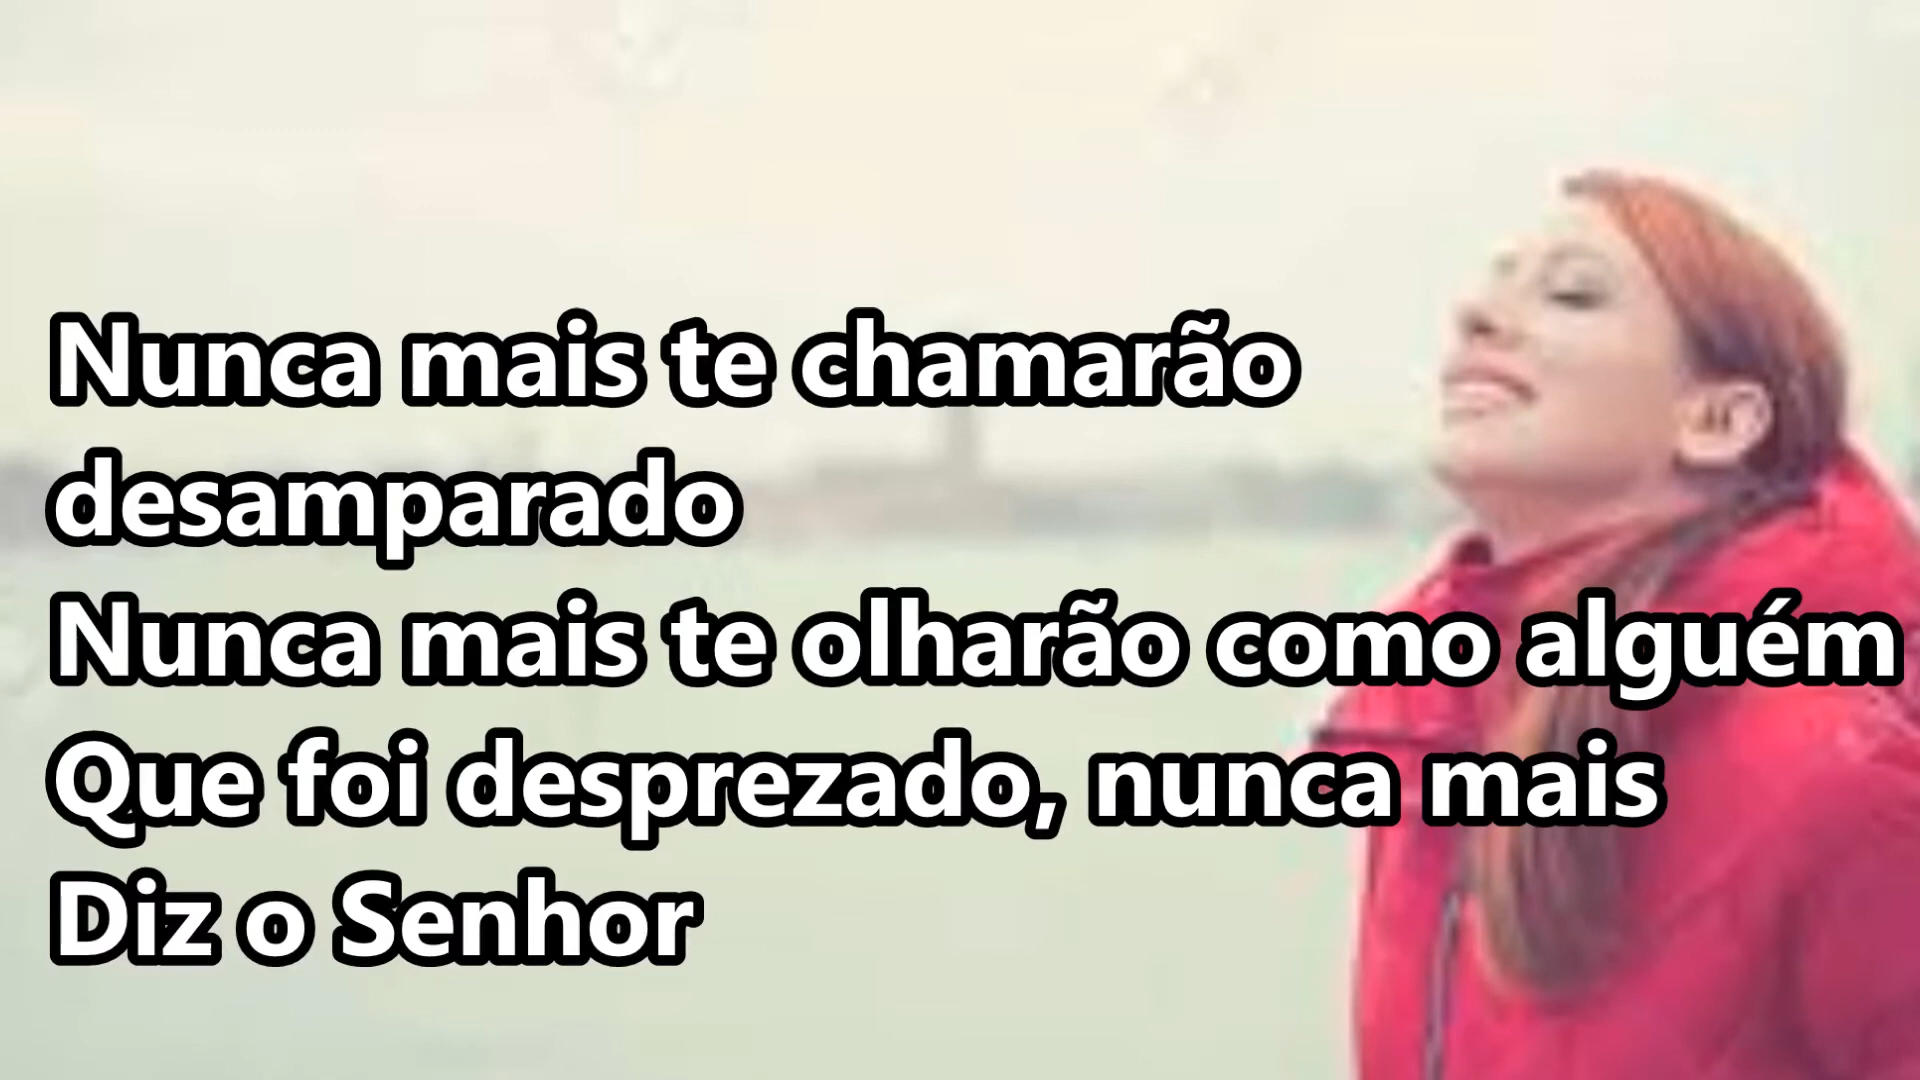 Nunca mais te chamarão
desamparado
Nunca mais te olharão como alguém
Que foi desprezado, nunca mais
Diz o Senhor